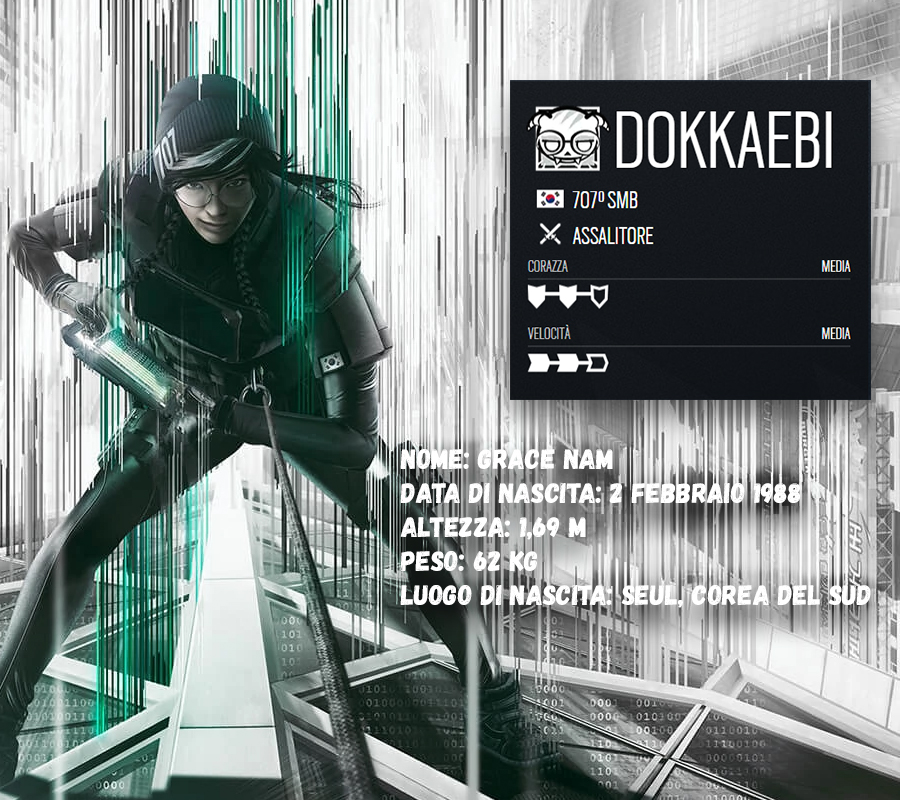 707
DOKKAEBI
707º SMB
ASSALITORE
CORAZZA MEDIA
VELOCITÀ MEDIA
NOME: GRACE NAM
DATA DI NASCITA: 2 FEBBRAIO 1988
ALTEZZA: 1,69 M
PESO: 62 KG
LUOGO DI NASCITA: SEUL, COREA DEL SUD